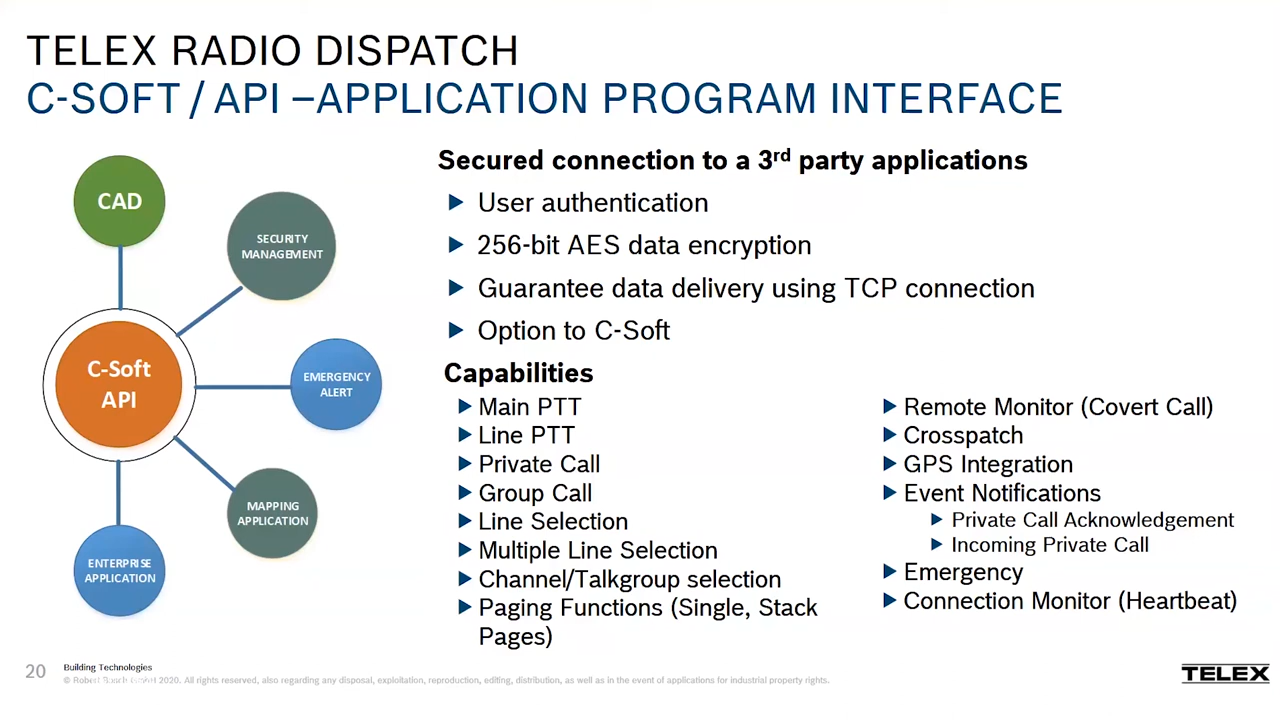 TELEX RADIO DISPATCH
C-SOFT / API –APPLICATION PROGRAM INTERFACE
CAD
SECURITY
MANAGEMENT
C-Soft
API
EMERGENCY
ALERT
MAPPING
APPLICATION
ENTERPRISE
APPLICATION
Secured connection to a 3rd party applications
User authentication
256-bit AES data encryption
Guarantee data delivery using TCP connection
Option to C-Soft
Capabilities
Main PTT
Line PTT
Private Call
Group Call
Line Selection
Multiple Line Selection
Channel/Talkgroup selection
Paging Functions (Single, Stack
Pages)
Remote Monitor (Covert Call)
Crosspatch
GPS Integration
Event Notifications
Private Call Acknowledgement
Incoming Private Call
Emergency
Connection Monitor (Heartbeat)
20
Building Technologies
© Robert Bosch GmbH 2020. All rights reserved, also regarding any disposal, exploitation, reproduction, editing, distribution, as well as in the event of applications for industrial property rights.
TELEX